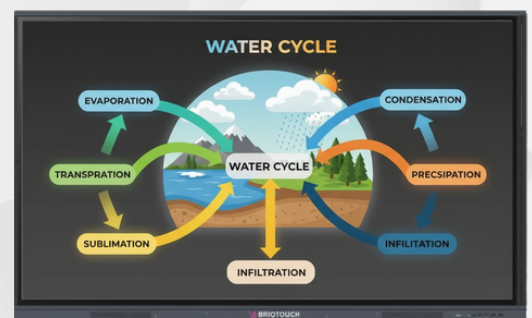 WATER CYCLE
EVAPORATION
CONDENSATION
TRANSPRATION
WATER CYCLE
PRECSIPATION
SUBLIMATION
INFILITATION
INFILTRATION
BRIOTOUCH